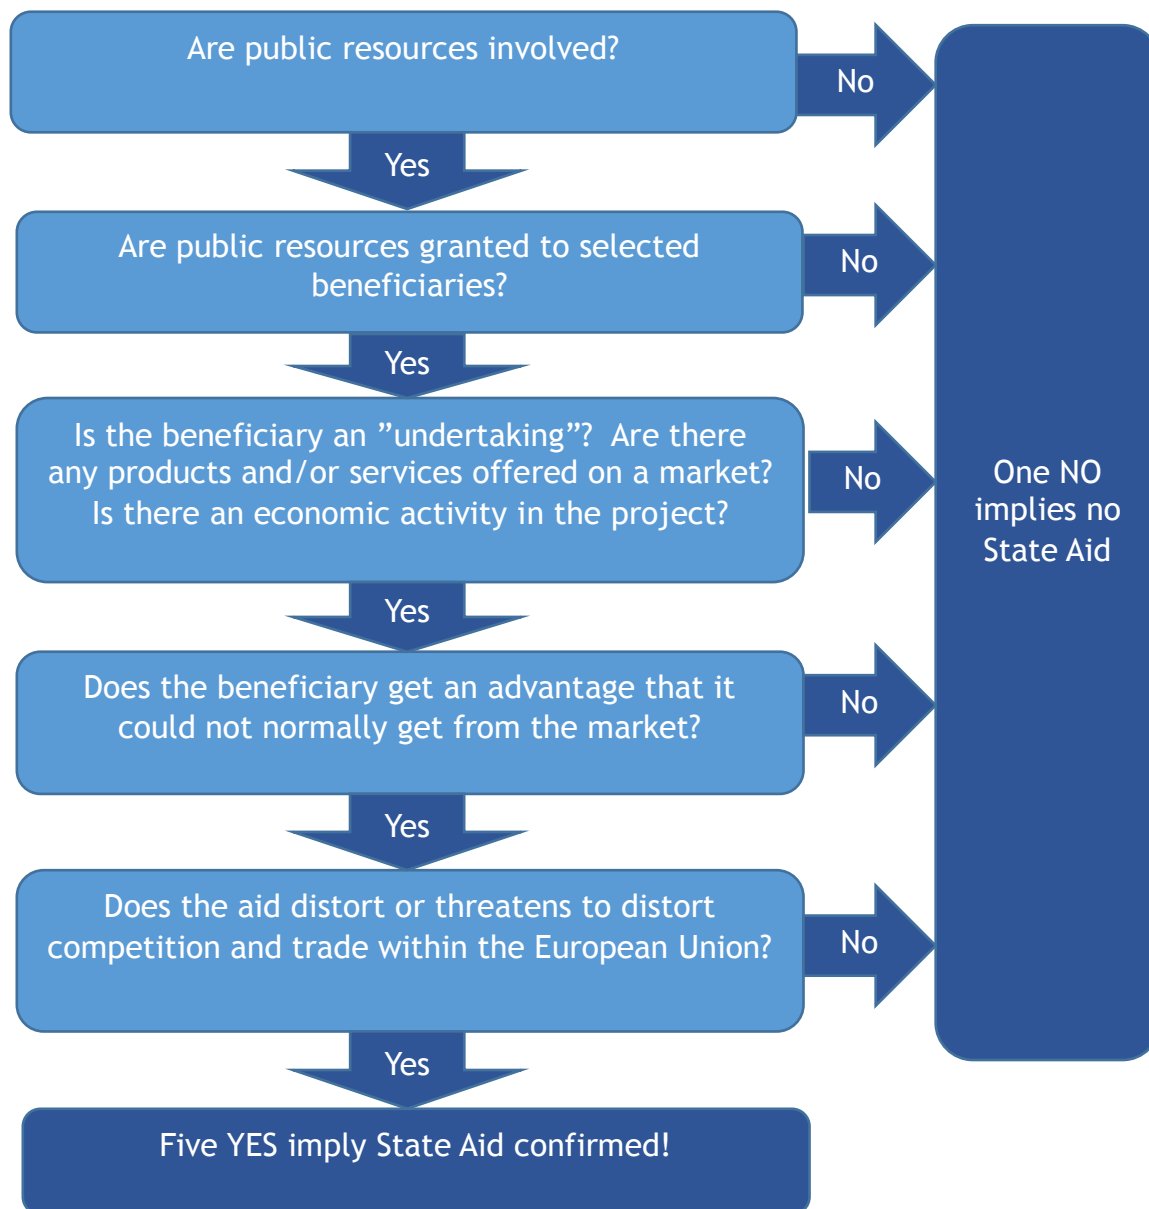 Are public resources involved?
No
Yes
Are public resources granted to selected
beneficiaries?
No
Yes
Is the beneficiary an ”undertaking”?  Are there
any products and/or services offered on a market?
Is there an economic activity in the project?
No
One NO
implies no
State Aid
Yes
Does the beneficiary get an advantage that it
could not normally get from the market?
No
Yes
Does the aid distort or threatens to distort
competition and trade within the European Union?
No
Yes
Five YES imply State Aid confirmed!